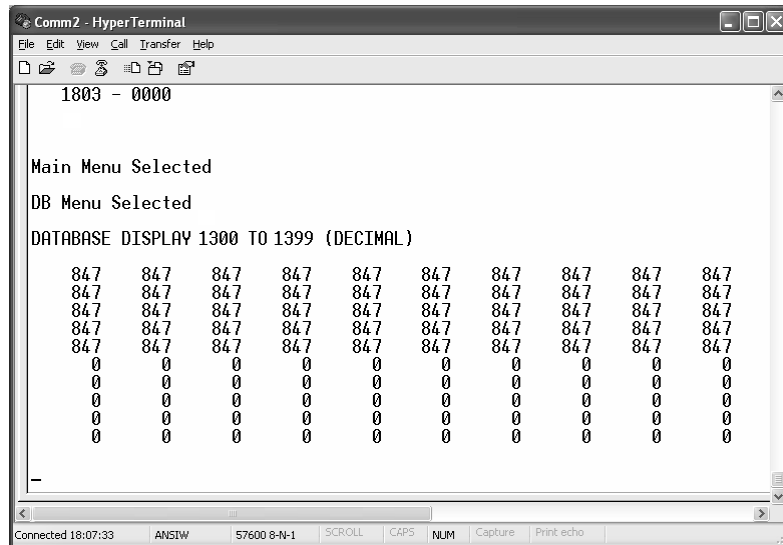 Comm2 - HyperTerminal
File Edit View Call Transfer Help
1803 - 0000
Main Menu Selected
DB Menu Selected
DATABASE DISPLAY 1300 TO 1399 (DECIMAL)
847 847 847 847 847 847 847 847 847 847
847 847 847 847 847 847 847 847 847 847
847 847 847 847 847 847 847 847 847 847
847 847 847 847 847 847 847 847 847 847
847 847 847 847 847 847 847 847 847 847
0 0 0 0 0 0 0 0 0 0
0 0 0 0 0 0 0 0 0 0
0 0 0 0 0 0 0 0 0 0
0 0 0 0 0 0 0 0 0 0
0 0 0 0 0 0 0 0 0 0
_
Connected 18:07:33 ANSIW 57600 8-N-1 SCROLL CAPS NUM Capture Print echo